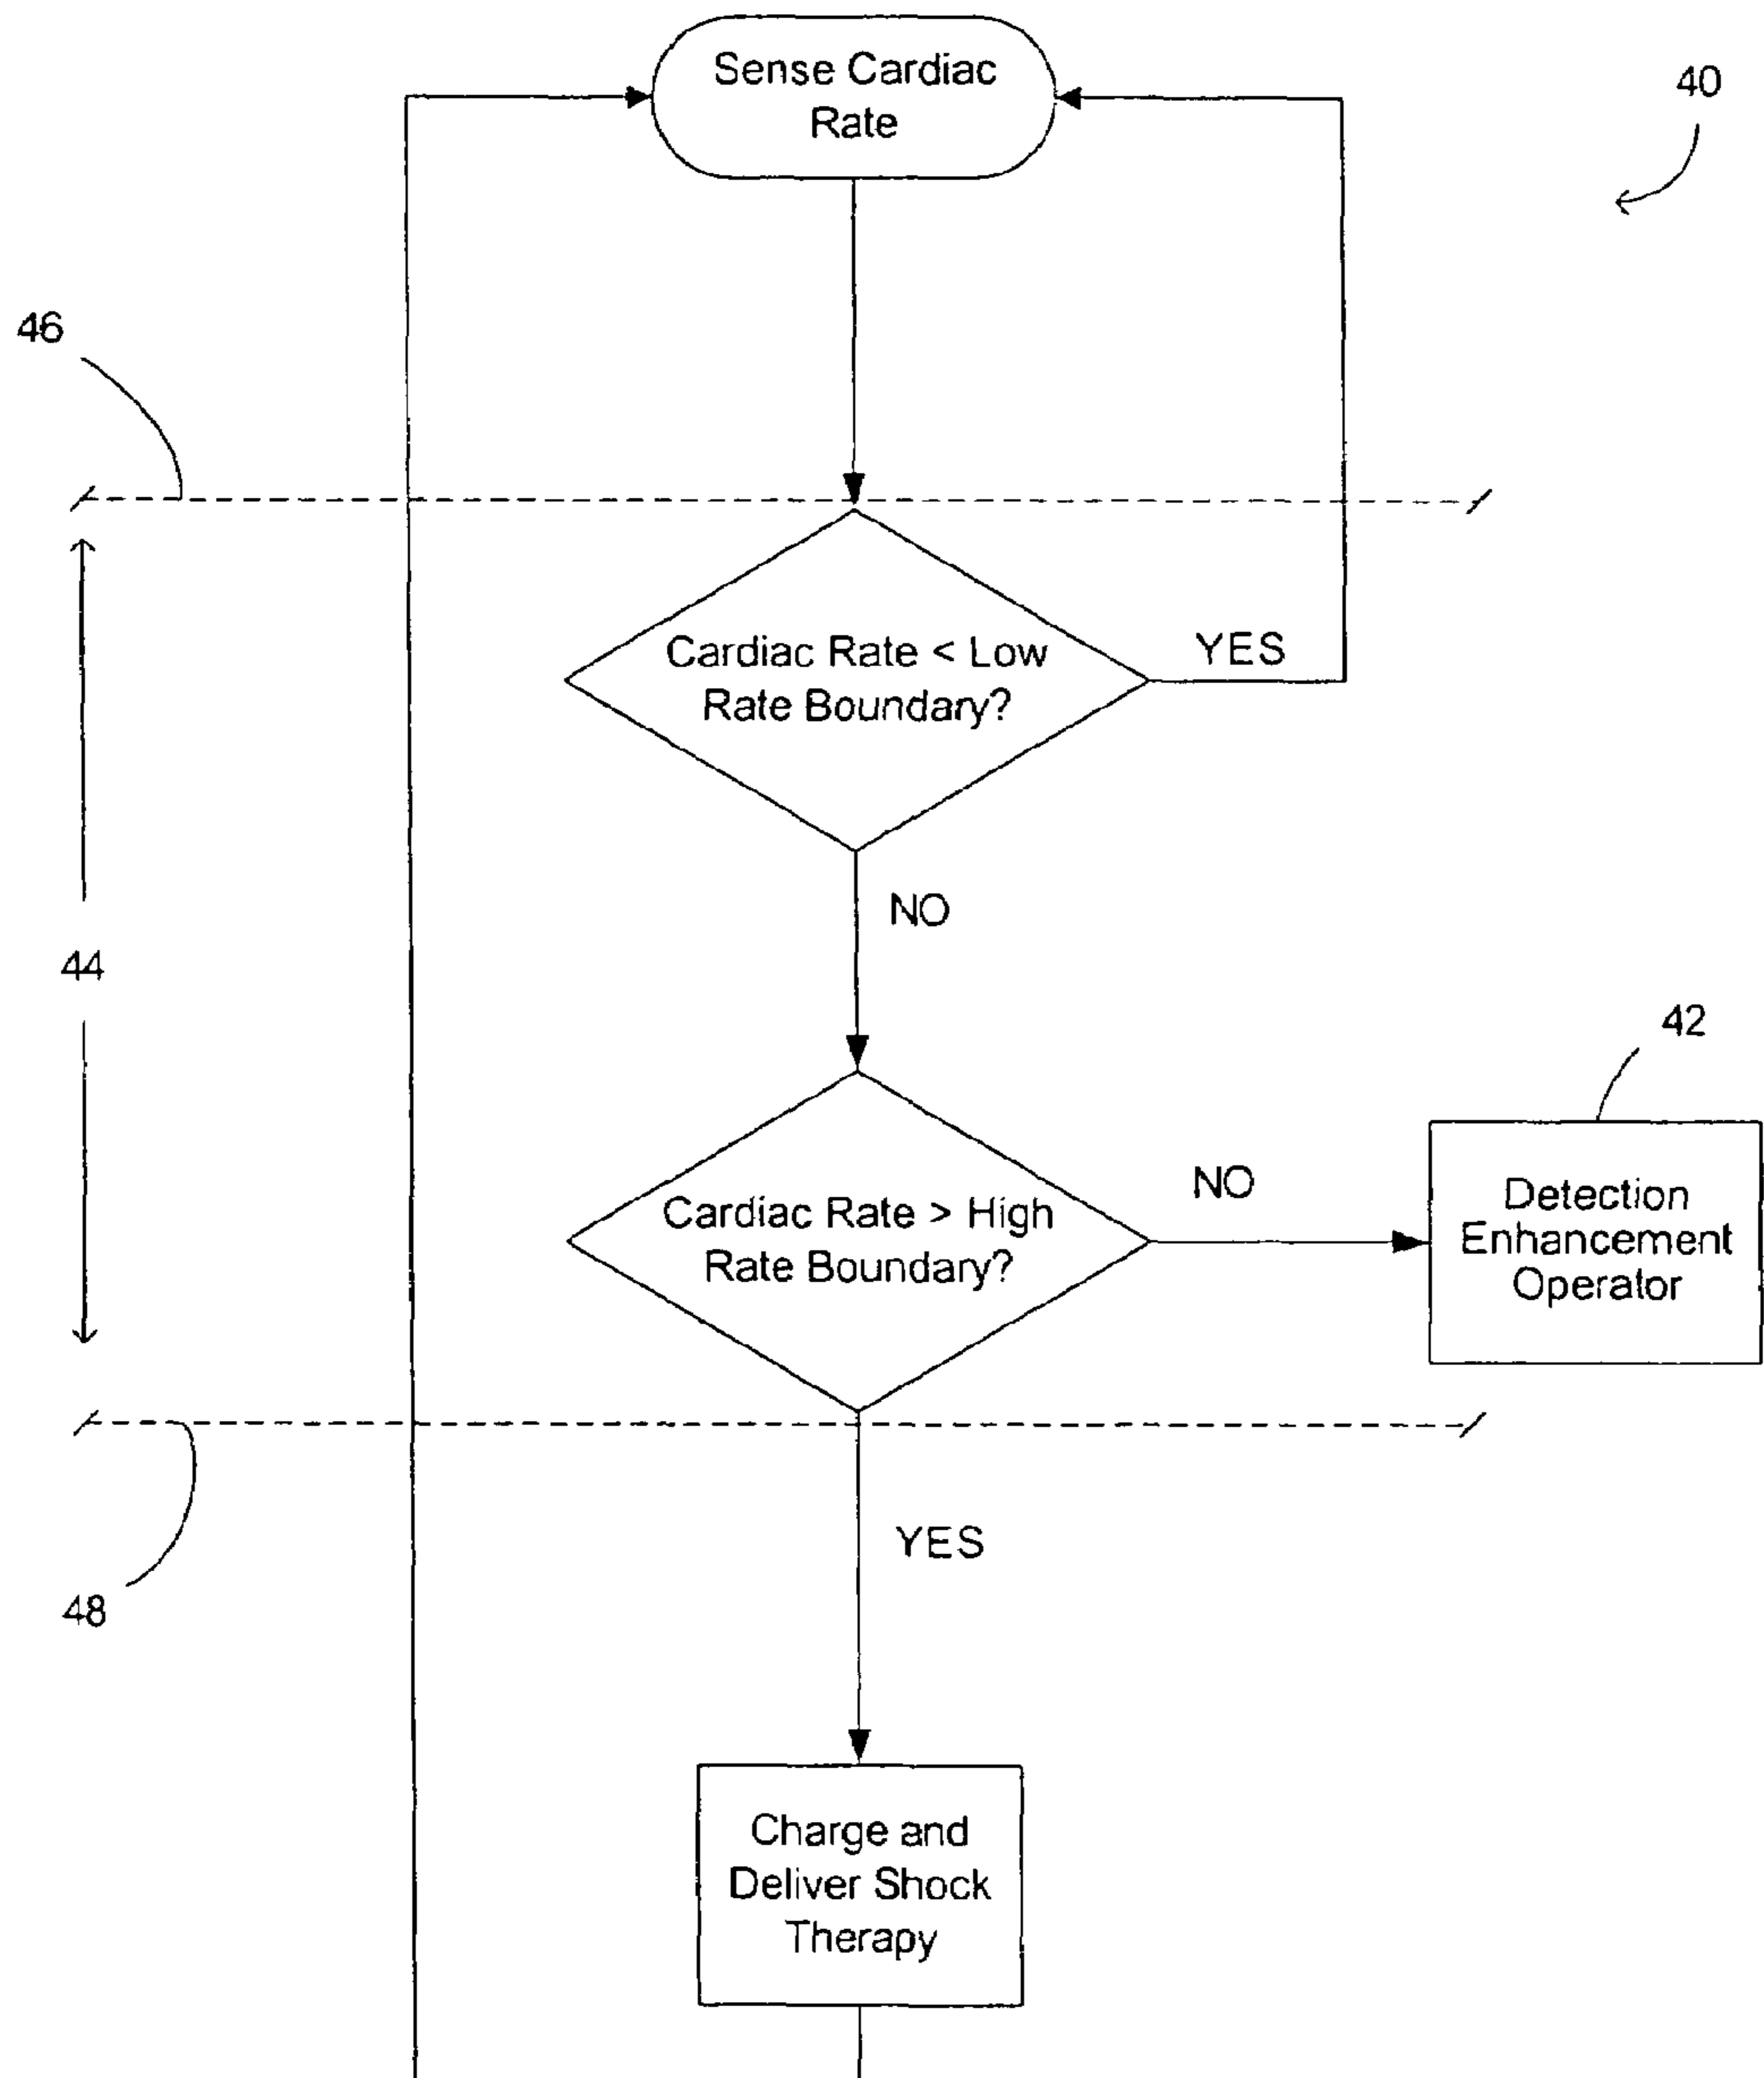 Sense Cardiac
Rate
40
46
Cardiac Rate < Low
Rate Boundary?
YES
NO
44
42
Cardiac Rate > High
Rate Boundary?
NO
Detection
Enhancement
Operator
YES
48
Charge and
Deliver Shock
Therapy